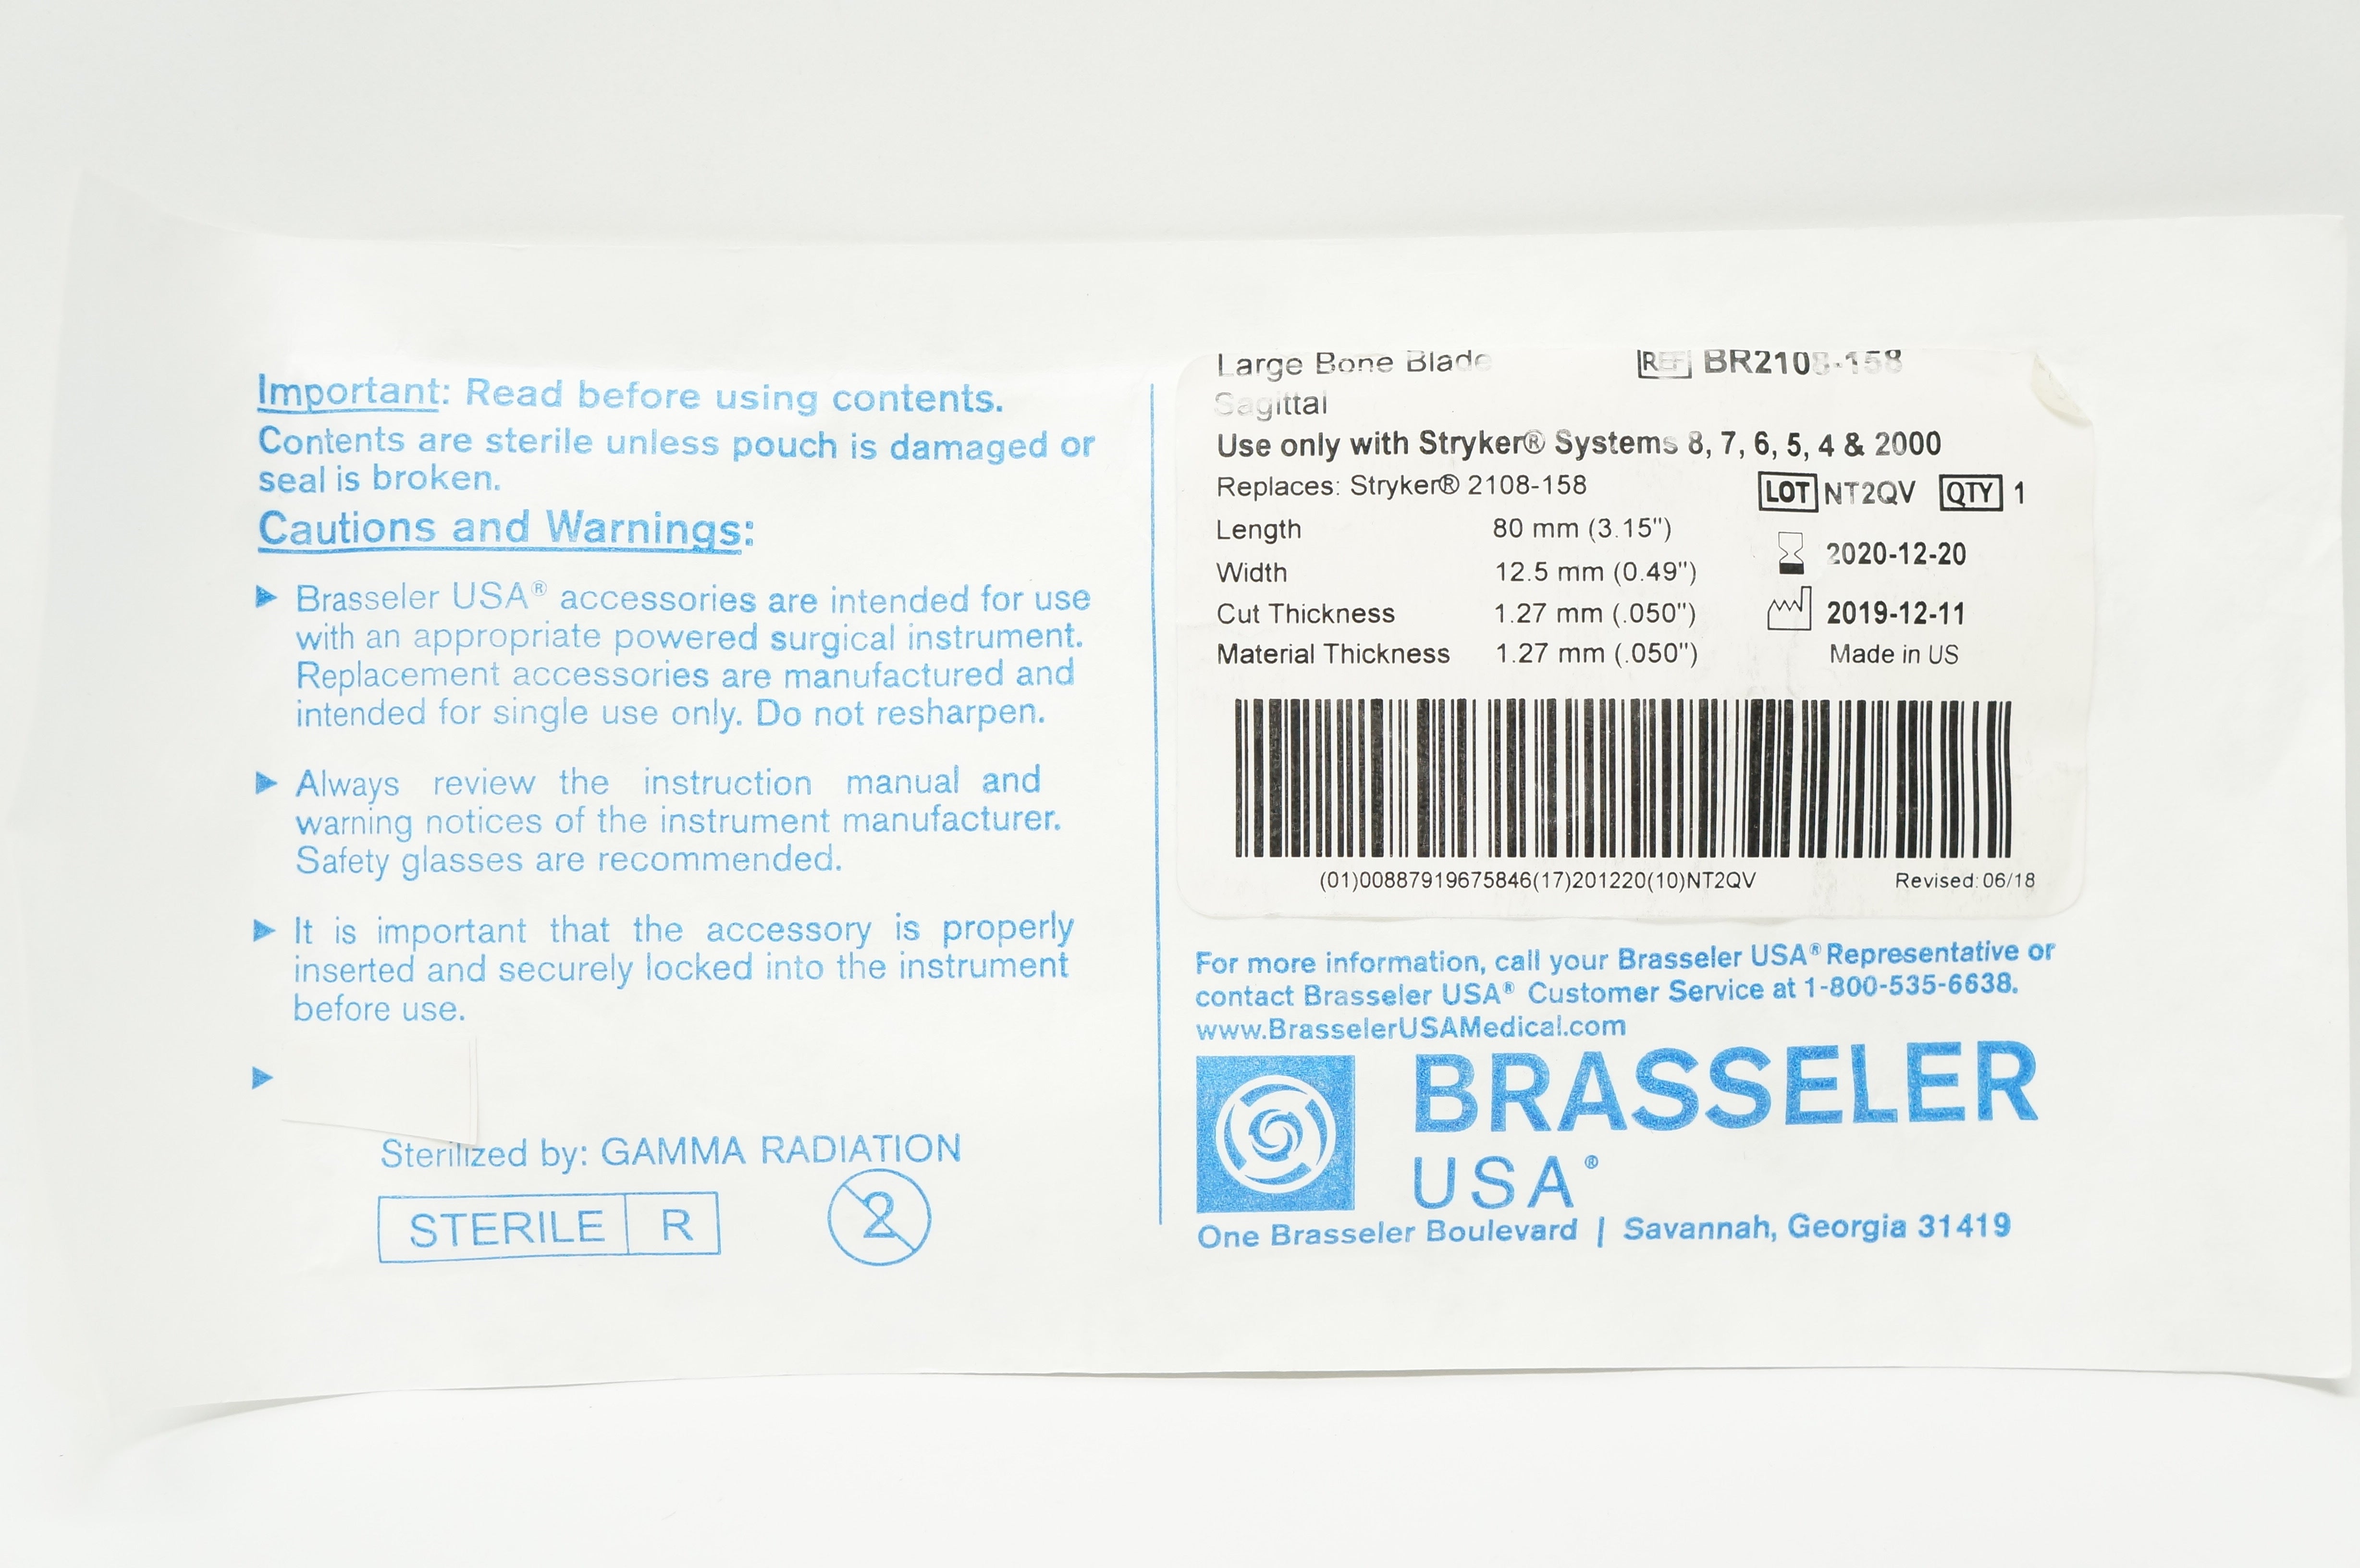 Important: Read before using contents.
Contents are sterile unless pouch is damaged or
seal is broken.
Cautions and Warnings:
▶ Brasseler USA® accessories are intended for use
with an appropriate powered surgical instrument.
Replacement accessories are manufactured and
intended for single use only. Do not resharpen.
▶ Always review the instruction manual and
warning notices of the instrument manufacturer.
Safety glasses are recommended.
▶ It is important that the accessory is properly
inserted and securely locked into the instrument
before use.
▶
Sterilized by: GAMMA RADIATION
STERILE R
2
Large Bone Blade REF BR2108-158
Sagittal
Use only with Stryker® Systems 8, 7, 6, 5, 4 & 2000
Replaces: Stryker® 2108-158 LOT NT2QV QTY 1
Length 80 mm (3.15")
2020-12-20
Width 12.5 mm (0.49")
Cut Thickness 1.27 mm (.050") 2019-12-11
Material Thickness 1.27 mm (.050") Made in US
(01)00887919675846(17)201220(10)NT2QV Revised: 06/18
For more information, call your Brasseler USA® Representative or
contact Brasseler USA® Customer Service at 1-800-535-6638.
www.BrasselerUSAMedical.com
BRASSELER
USA®
One Brasseler Boulevard | Savannah, Georgia 31419